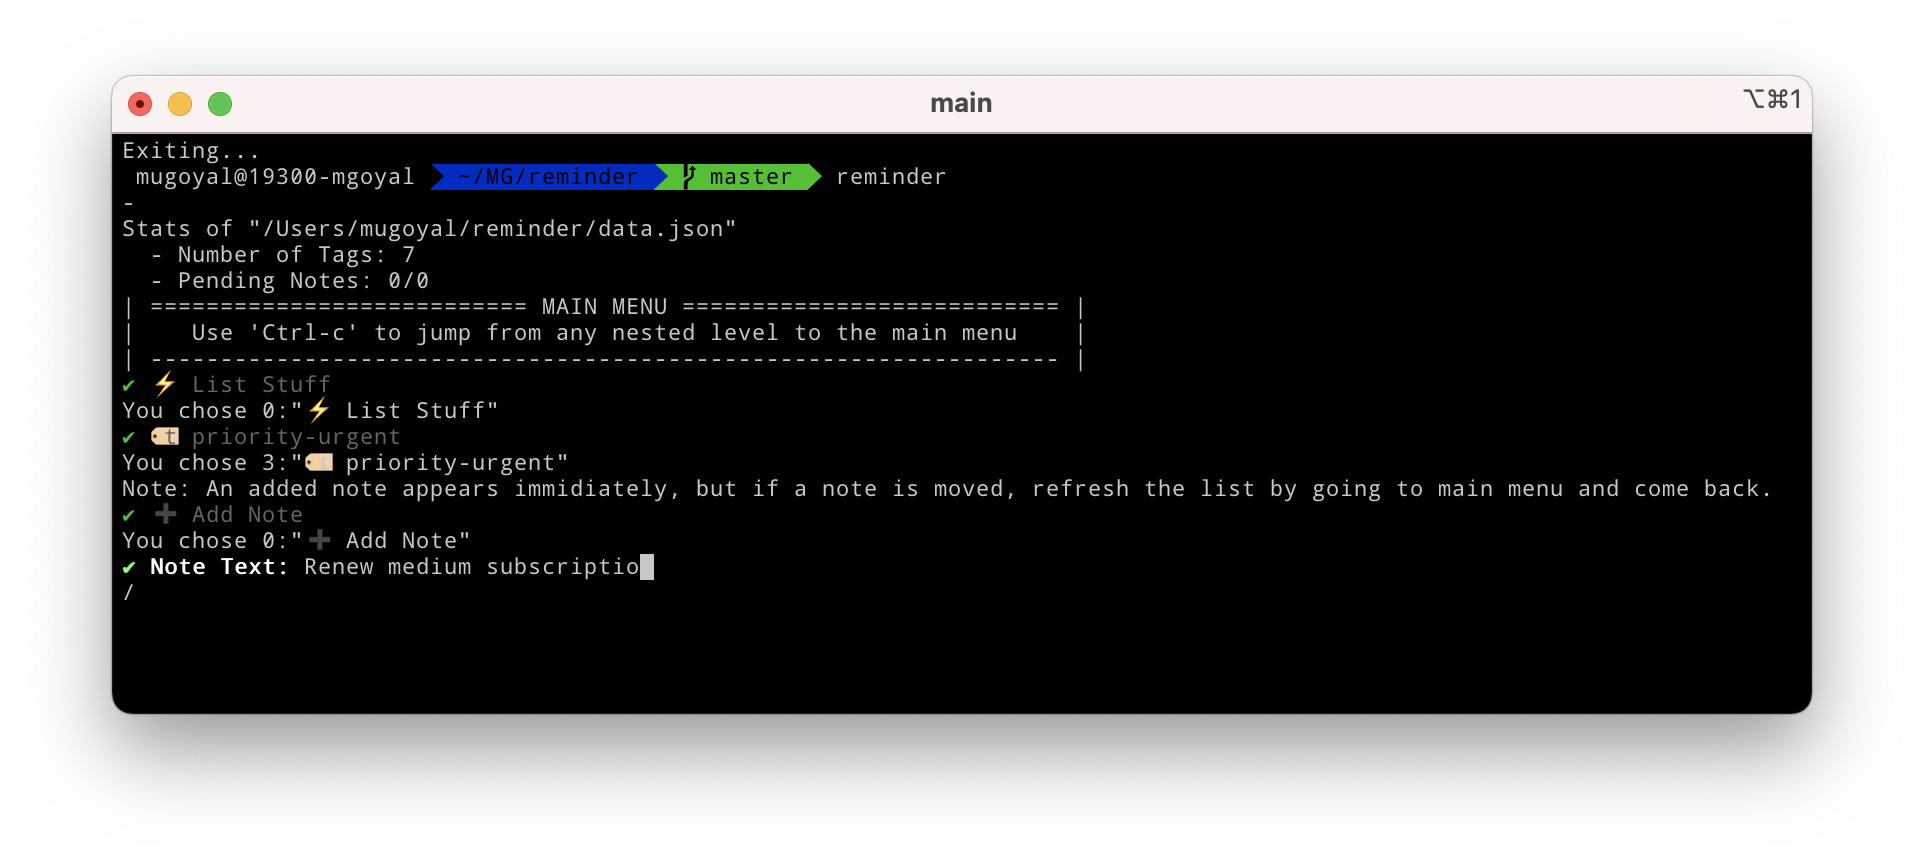 main
⌥⌘1
Exiting...
mugoyal@19300-mgoyal ~/MG/reminder master reminder
-
Stats of "/Users/mugoyal/reminder/data.json"
  - Number of Tags: 7
  - Pending Notes: 0/0
| =========================== MAIN MENU =========================== |
|    Use 'Ctrl-c' to jump from any nested level to the main menu    |
| ----------------------------------------------------------------- |
✔ ⚡ List Stuff
You chose 0:"⚡ List Stuff"
✔ 🏷 priority-urgent
You chose 3:"🏷 priority-urgent"
Note: An added note appears immidiately, but if a note is moved, refresh the list by going to main menu and come back.
✔ ➕ Add Note
You chose 0:"➕ Add Note"
✔ Note Text: Renew medium subscriptio
/